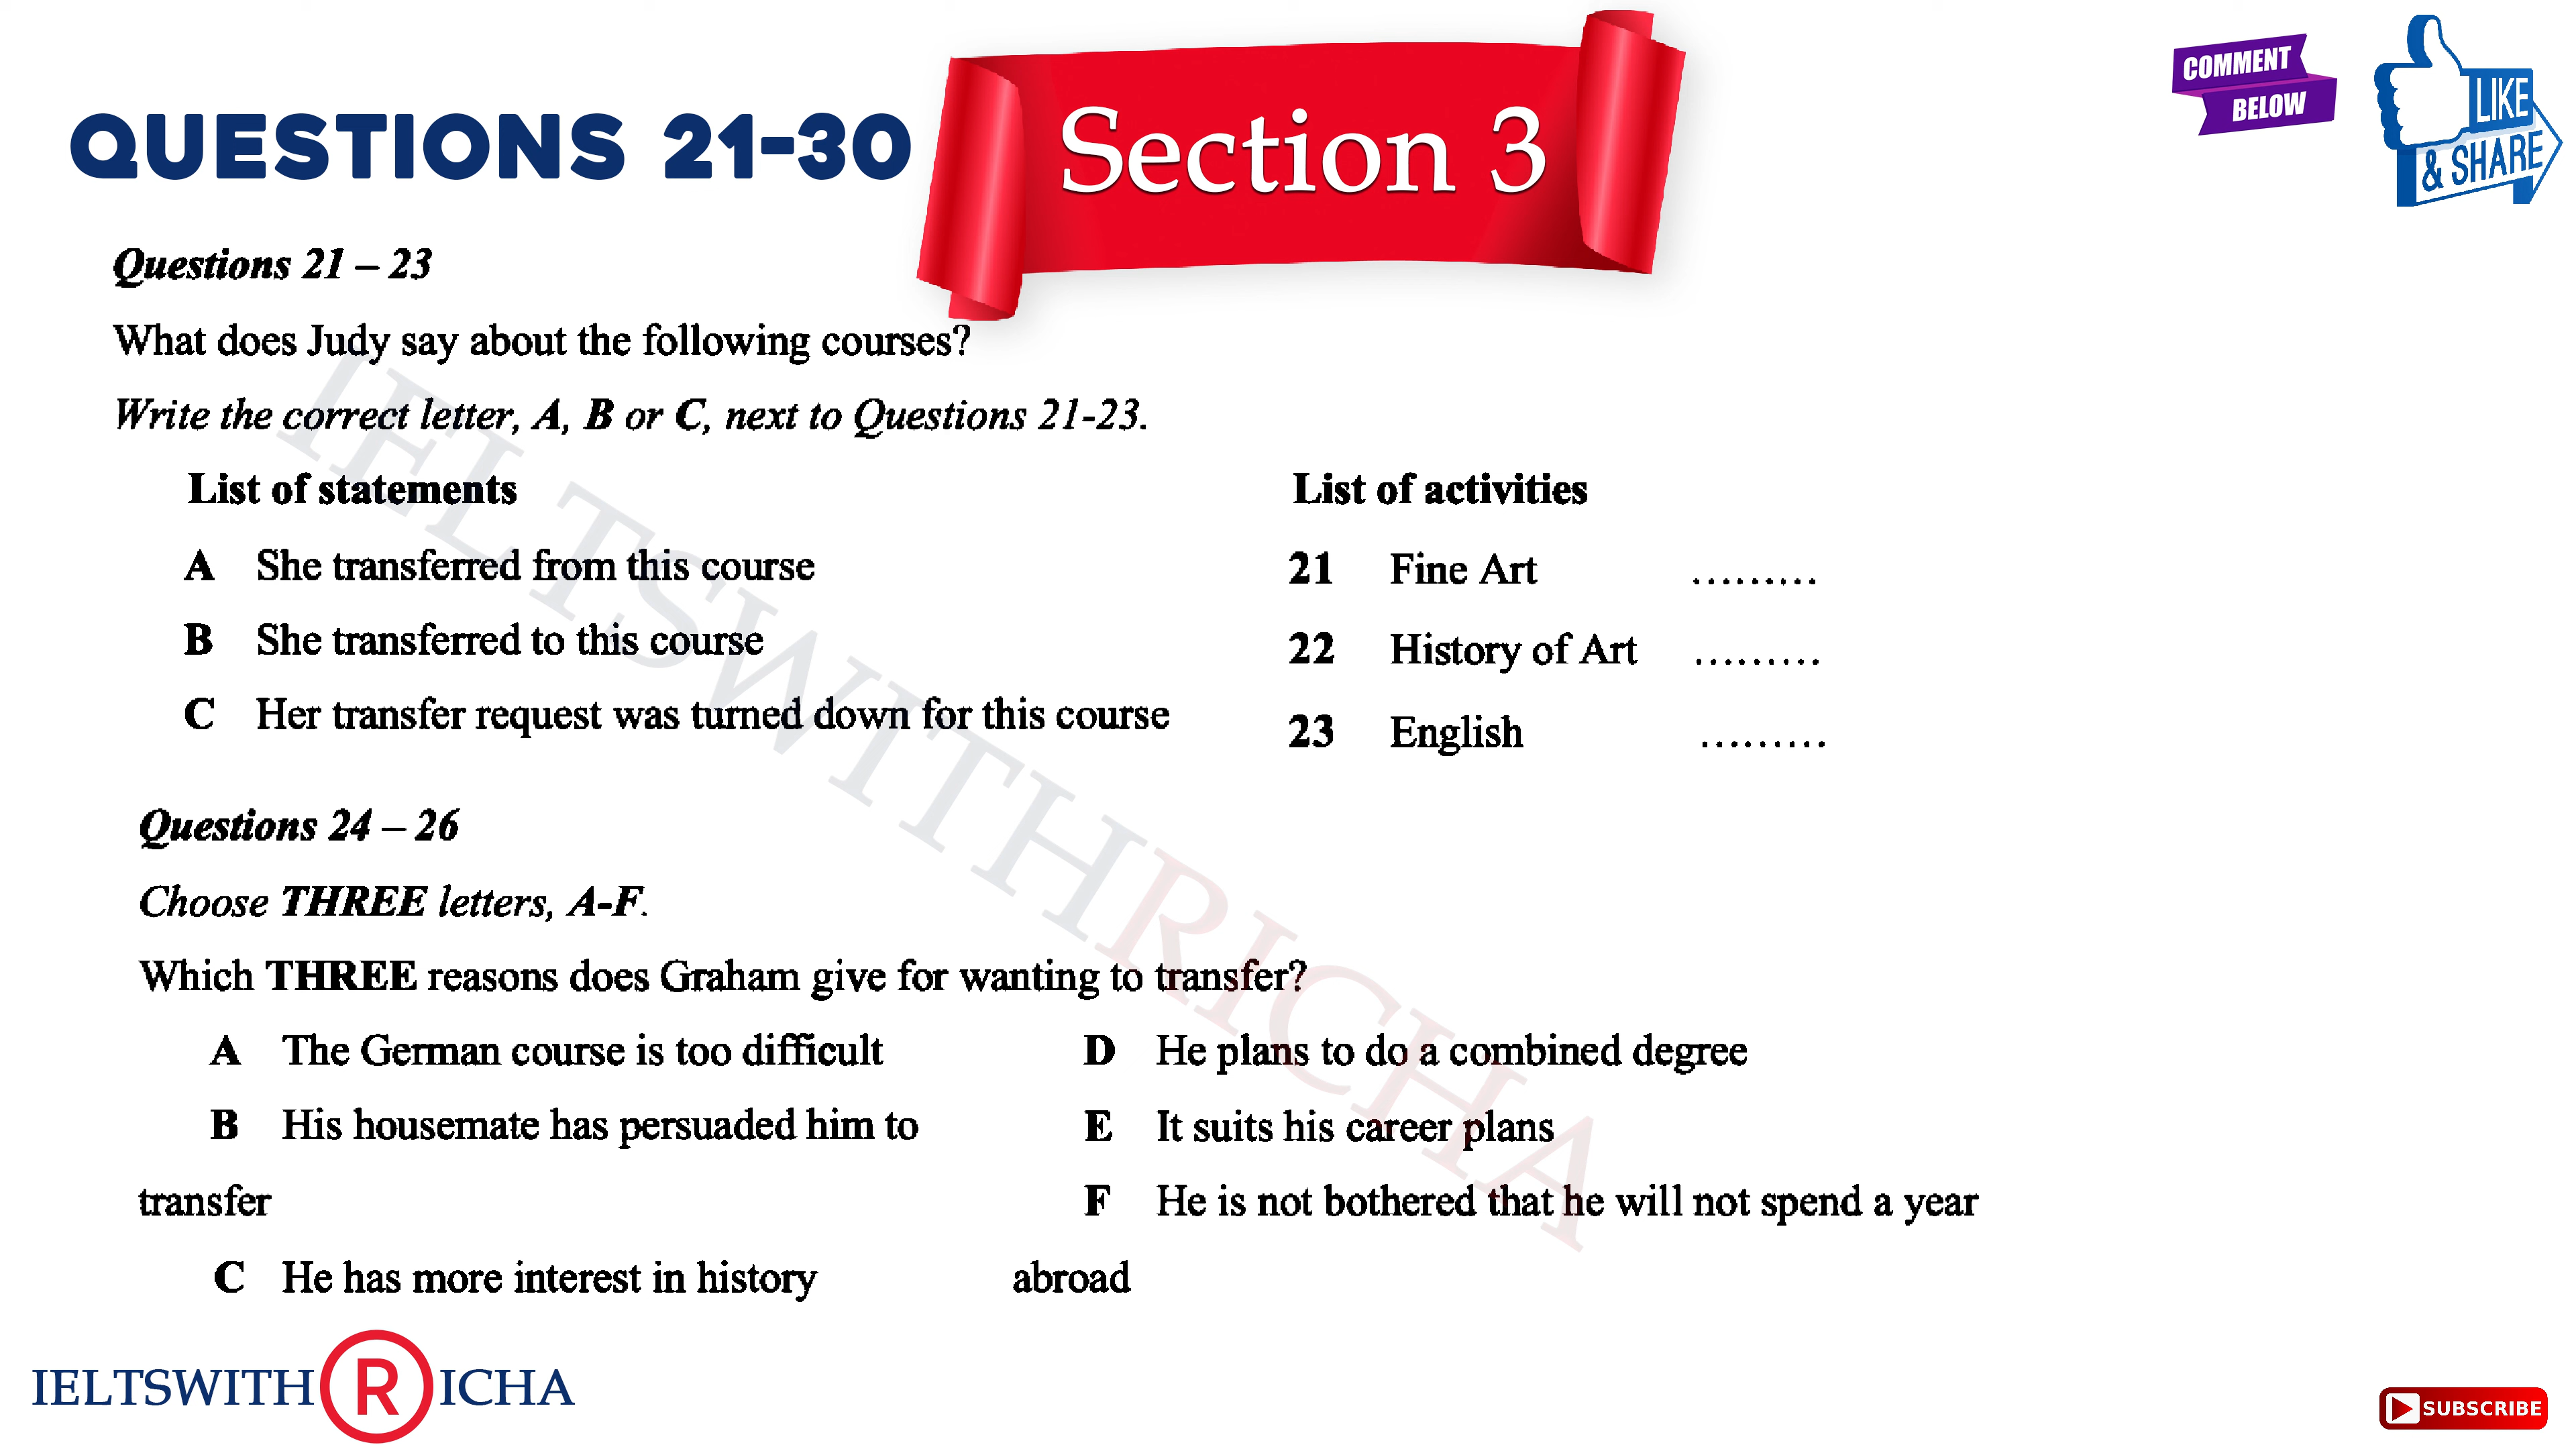 QUESTIONS 21-30
Section 3
COMMENT
BELOW
LIKE
& SHARE
Questions 21 – 23
What does Judy say about the following courses?
Write the correct letter, A, B or C, next to Questions 21-23.
List of statements
A She transferred from this course
B She transferred to this course
C Her transfer request was turned down for this course
List of activities
21 Fine Art .........
22 History of Art .........
23 English .........
Questions 24 – 26
Choose THREE letters, A-F.
Which THREE reasons does Graham give for wanting to transfer?
A The German course is too difficult
B His housemate has persuaded him to
transfer
C He has more interest in history
D He plans to do a combined degree
E It suits his career plans
F He is not bothered that he will not spend a year
abroad
IELTSWITHRICHA
IELTSWITHRICHA
SUBSCRIBE